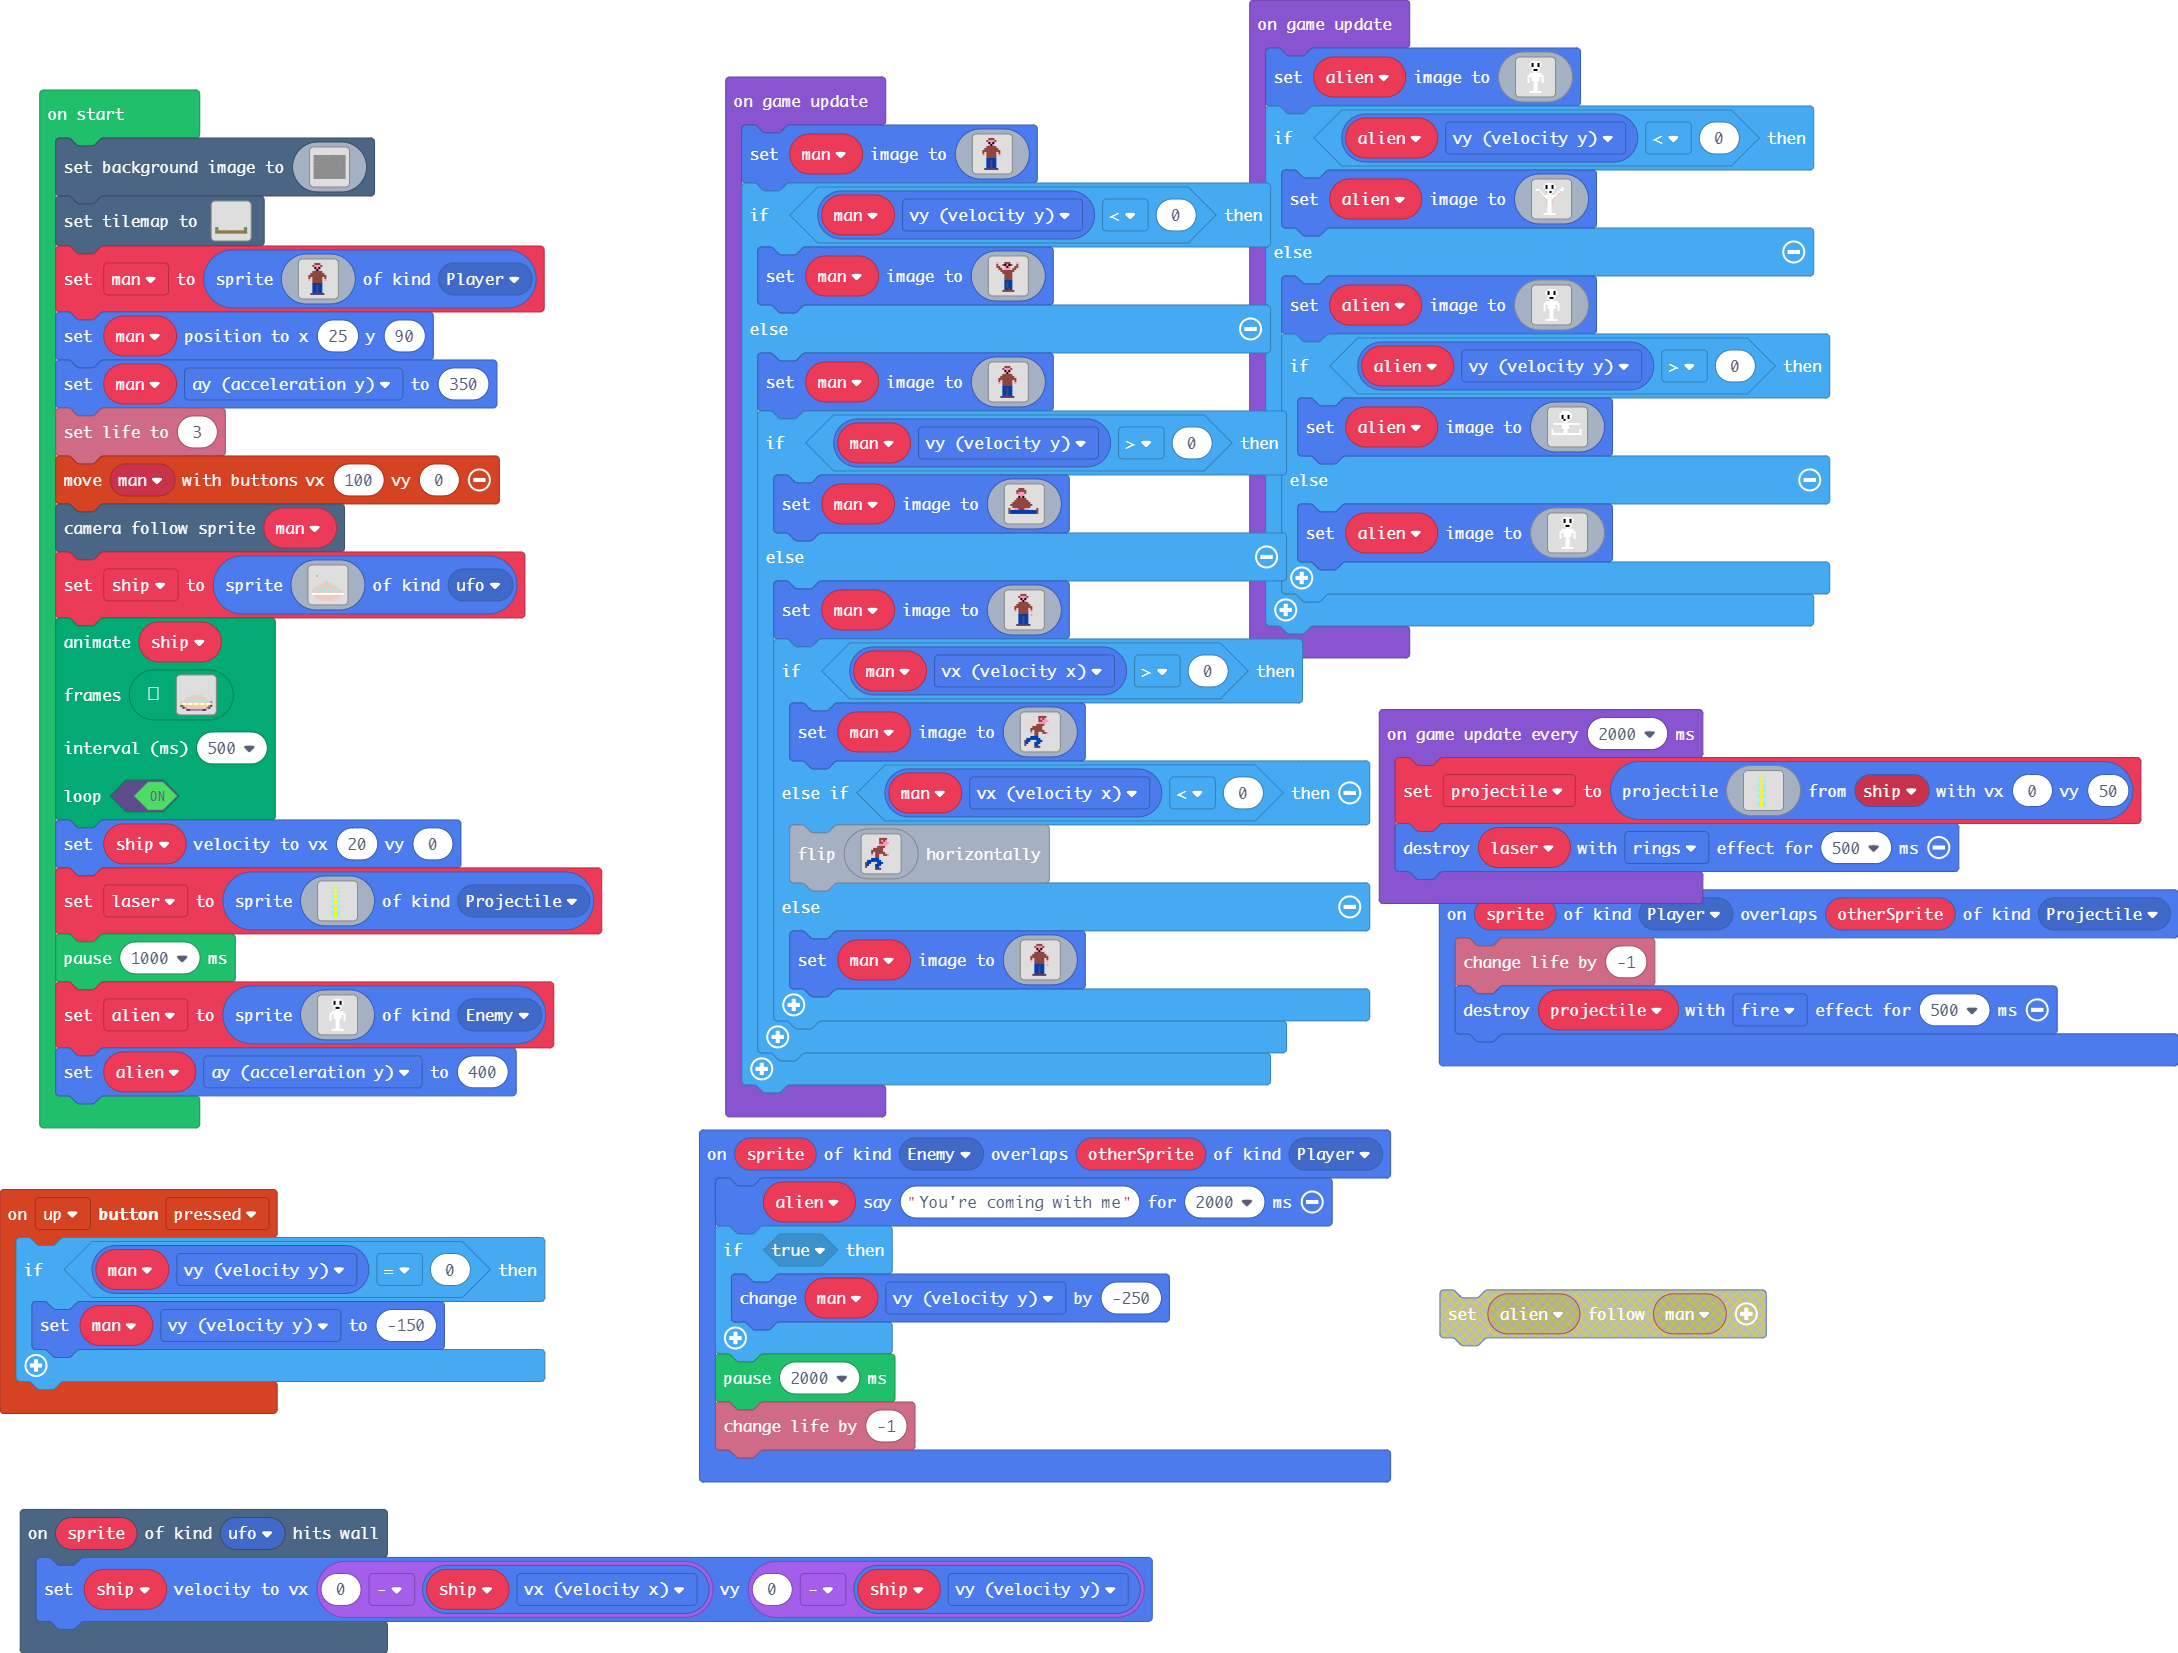 on start
set background image to
set tilemap to
set man to sprite of kind Player
set man position to x 25 y 90
set man ay (acceleration y) to 350
set life to 3
move man with buttons vx 100 vy 0
camera follow sprite man
set ship to sprite of kind ufo
animate ship
frames
interval (ms) 500
loop ON
set ship velocity to vx 20 vy 0
set laser to sprite of kind Projectile
pause 1000 ms
set alien to sprite of kind Enemy
set alien ay (acceleration y) to 400
on up button pressed
if man vy (velocity y) = 0 then
set man vy (velocity y) to -150
on sprite of kind ufo hits wall
set ship velocity to vx 0 - ship vx (velocity x) vy 0 - ship vy (velocity y)
on game update
set man image to
if man vy (velocity y) < 0 then
set man image to
else
set man image to
if man vy (velocity y) > 0 then
set man image to
else
set man image to
if man vx (velocity x) > 0 then
set man image to
else if man vx (velocity x) < 0 then
flip horizontally
else
set man image to
on sprite of kind Enemy overlaps otherSprite of kind Player
alien say "You're coming with me" for 2000 ms
if true then
change man vy (velocity y) by -250
pause 2000 ms
change life by -1
on game update
set alien image to
if alien vy (velocity y) < 0 then
set alien image to
else
set alien image to
if alien vy (velocity y) > 0 then
set alien image to
else
set alien image to
on game update every 2000 ms
set projectile to projectile from ship with vx 0 vy 50
destroy laser with rings effect for 500 ms
on sprite of kind Player overlaps otherSprite of kind Projectile
change life by -1
destroy projectile with fire effect for 500 ms
set alien follow man